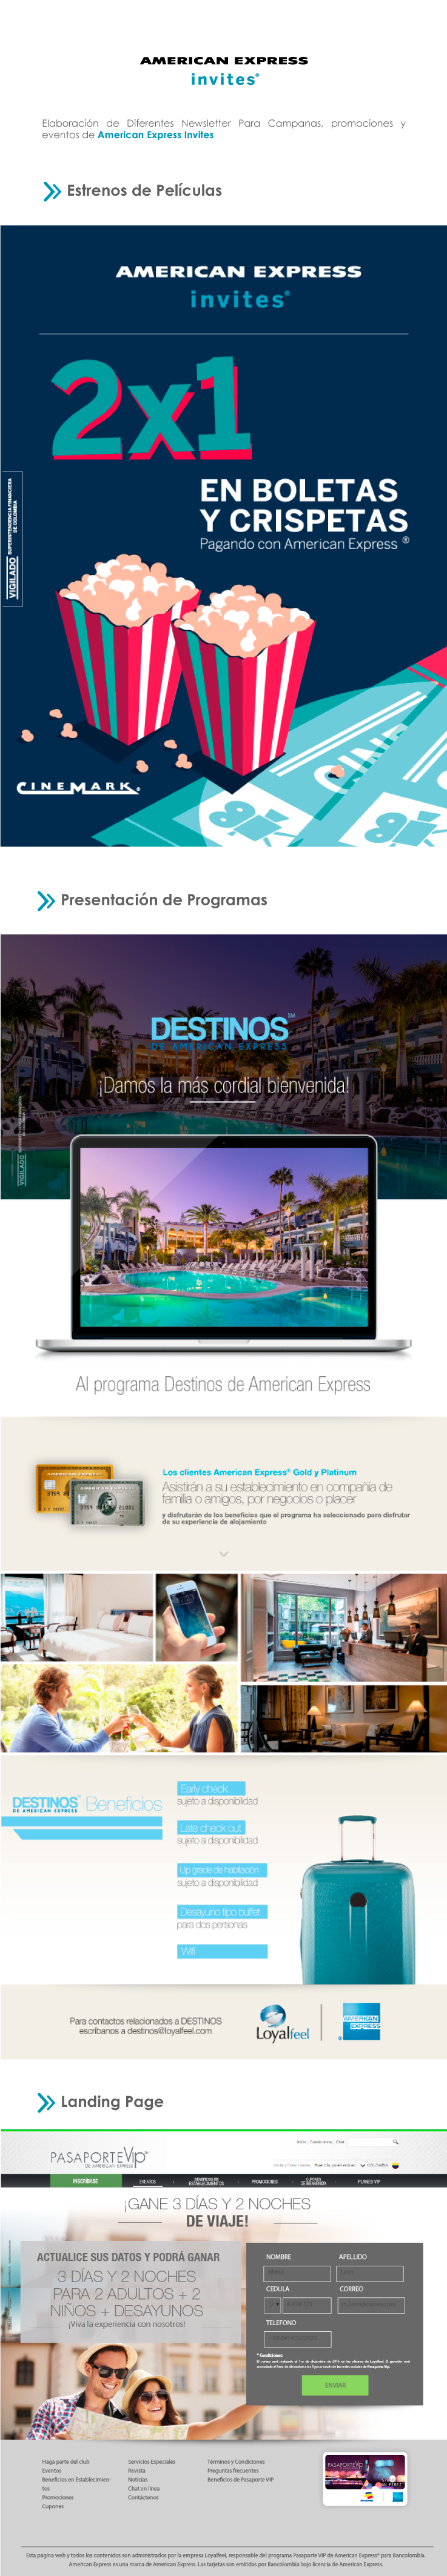 AMERICAN EXPRESS
invites®
Elaboración de Diferentes Newsletter Para Campanas, promociones y
eventos de American Express Invites
Estrenos de Películas
AMERICAN EXPRESS
invites®
2x1
EN BOLETAS
Y CRISPETAS
Pagando con American Express ®
VIGILADO SUPERINTENDENCIA FINANCIERA
DE COLOMBIA
CINEMARK®
Presentación de Programas
DESTINOS SM
DE AMERICAN EXPRESS
¡Damos la más cordial bienvenida!
VIGILADO
Al programa Destinos de American Express
Los clientes American Express® Gold y Platinum
Asistirán a su establecimiento en compañía de
familia o amigos, por negocios o placer
y disfrutarán de los beneficios que el programa ha seleccionado para disfrutar
de su experiencia de alojamiento
DESTINOS Beneficios
DE AMERICAN EXPRESS
Early check
sujeto a disponibilidad
Late check out
sujeto a disponibilidad
Up grade de habitación
sujeto a disponibilidad
Desayuno tipo buffet
para dos personas
Wifi
Para contactos relacionados a DESTINOS
escríbanos a destinos@loyalfeel.com
Loyalfeel
AMERICAN
EXPRESS
Landing Page
Inicio | Contáctenos | Chat
PASAPORTE Vip
DE AMERICAN EXPRESS
INSCRÍBASE
EVENTOS
BENEFICIOS EN
ESTABLECIMIENTOS
PROMOCIONES
CUPONES
DE BIENVENIDA
PLANES VIP
¡GANE 3 DÍAS Y 2 NOCHES
DE VIAJE!
ACTUALICE SUS DATOS Y PODRÁ GANAR
3 DÍAS Y 2 NOCHES
PARA 2 ADULTOS + 2
NIÑOS + DESAYUNOS
¡Viva la experiencia con nosotros!
NOMBRE
APELLIDO
CEDULA
CORREO
TELEFONO
* Condiciones
ENVIAR
Haga parte del club
Eventos
Beneficios en Establecimien-
tos
Promociones
Cupones
Servicios Especiales
Revista
Noticias
Chat en línea
Contáctenos
Términos y Condiciones
Preguntas frecuentes
Beneficios de Pasaporte VIP
PASAPORTE Vip
Esta página web y todos los contenidos son administrados por la empresa Loyalfeel, responsable del programa Pasaporte VIP de American Express® para Bancolombia.
American Express es una marca de American Express. Las tarjetas son emitidas por Bancolombia bajo licencia de American Express.